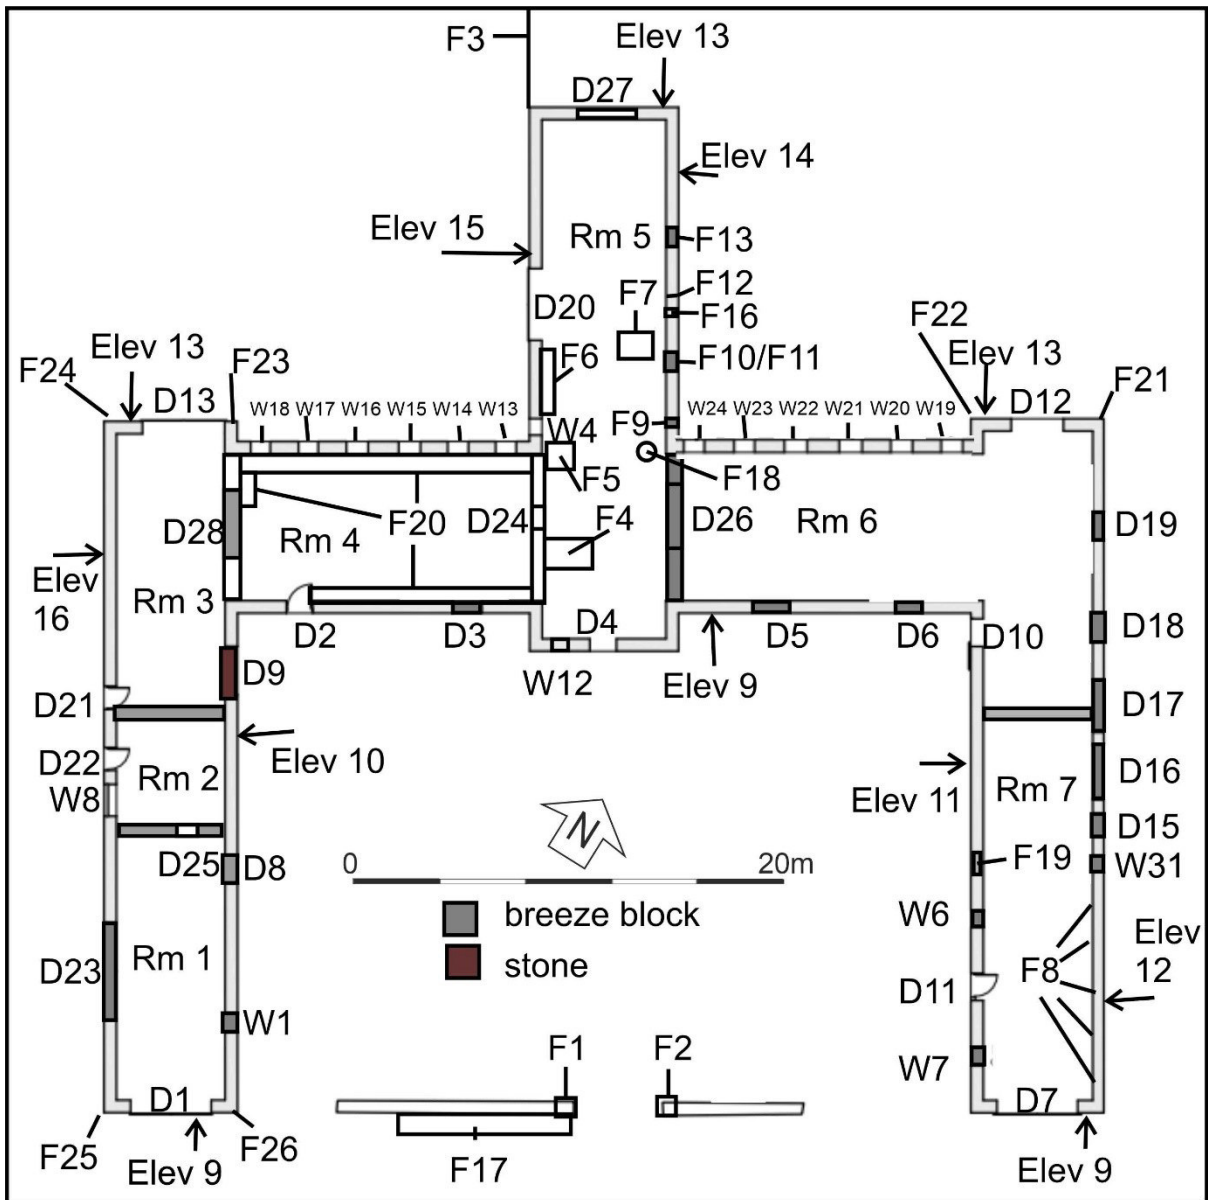 F3
Elev 13
D27
Elev 14
Elev 15
Rm 5
F13
F12
D20
F7
F16
F22
Elev 13
F24
Elev 13
F23
F6
F10/F11
F21
D13
D12
W18 W17 W16 W15 W14 W13
W24 W23 W22 W21 W20 W19
F9
W4
F5
F18
D28
F20
D24
F4
D26
Rm 6
D19
Rm 4
Elev
16
Rm 3
D2
D3
D4
D5
D6
D10
D18
W12
Elev 9
D9
D21
D17
Elev 10
D22
Rm 2
D16
W8
Elev 11
Rm 7
N
D15
D25
D8
0
20m
F19
W31
breeze block
W6
Elev
12
D23
Rm 1
stone
F8
D11
W1
F1
F2
W7
D1
D7
F25
Elev 9
F26
F17
Elev 9